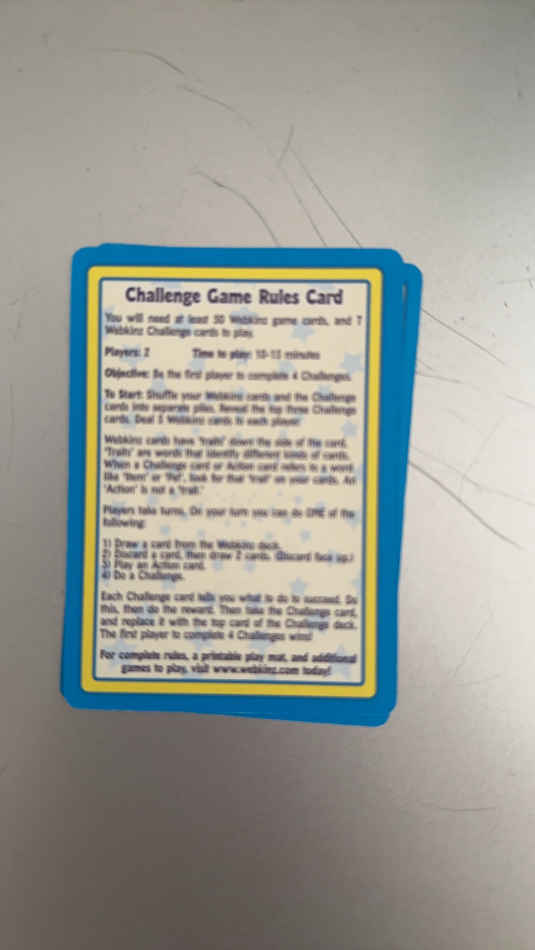 Challenge Game Rules Card
You will need at least 50 Webkinz game cards, and 7
Webkinz Challenge cards to play.
Players: 2 Time to play: 10-15 minutes
Objective: Be the first player to complete 4 Challenges.
To Start: Shuffle your Webkinz cards and the Challenge
cards into separate piles. Reveal the top three Challenge
cards. Deal 5 Webkinz cards to each player.
Webkinz cards have 'traits' down the side of the card.
'Traits' are words that identify different kinds of cards.
When a Challenge card or Action card refers to a word
like 'Item' or 'Pet', look for that 'trait' on your cards. An
'Action' is not a 'trait.'
Players take turns. On your turn you can do ONE of the
following:
1) Draw a card from the Webkinz deck.
2) Discard a card, then draw 2 cards. (Discard face up.)
3) Play an Action card.
4) Do a Challenge.
Each Challenge card tells you what to do to succeed. Do
this, then do the reward. Then take the Challenge card,
and replace it with the top card of the Challenge deck.
The first player to complete 4 Challenges wins!
For complete rules, a printable play mat, and additional
games to play, visit www.webkinz.com today!